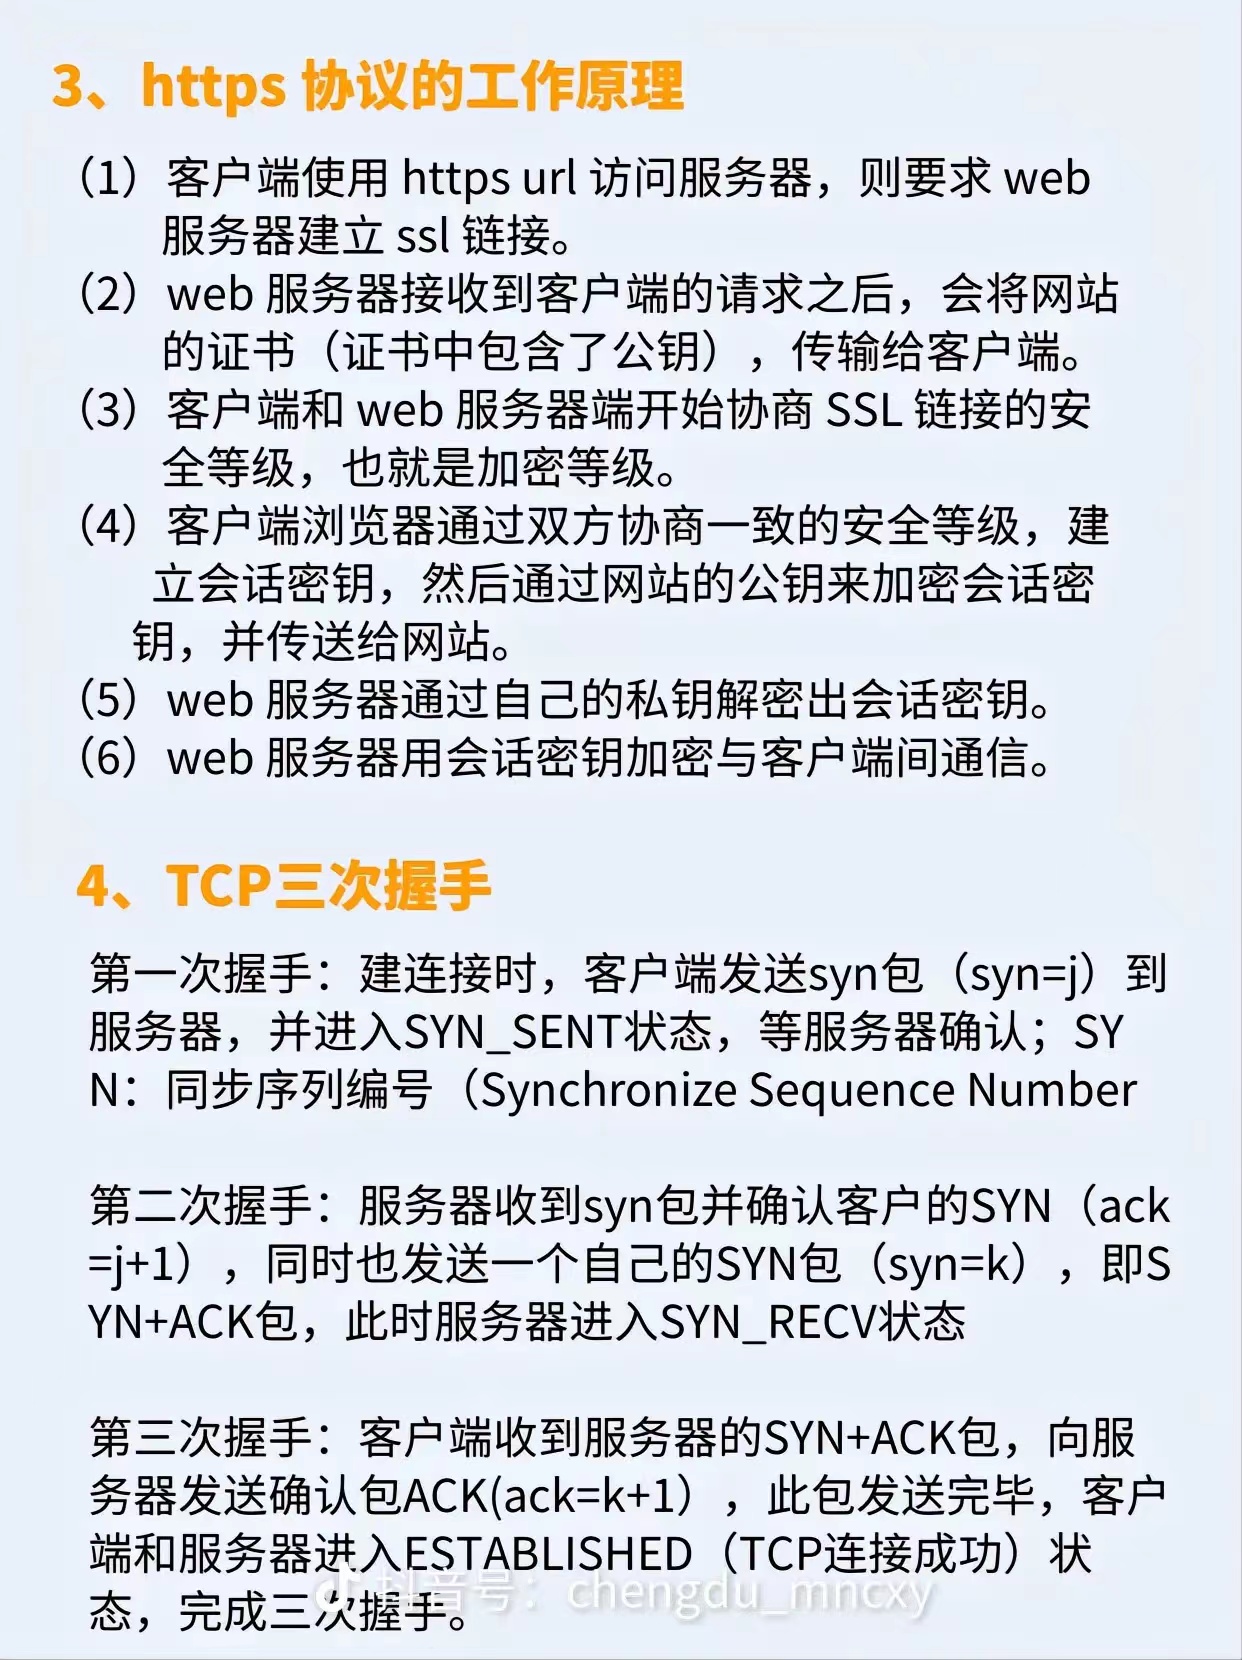 3、https 协议的工作原理
（1）客户端使用 https url 访问服务器，则要求 web
服务器建立 ssl 链接。
（2）web 服务器接收到客户端的请求之后，会将网站
的证书（证书中包含了公钥），传输给客户端。
（3）客户端和 web 服务器端开始协商 SSL 链接的安
全等级，也就是加密等级。
（4）客户端浏览器通过双方协商一致的安全等级，建
立会话密钥，然后通过网站的公钥来加密会话密
钥，并传送给网站。
（5）web 服务器通过自己的私钥解密出会话密钥。
（6）web 服务器用会话密钥加密与客户端间通信。
4、TCP三次握手
第一次握手：建连接时，客户端发送syn包（syn=j）到
服务器，并进入SYN_SENT状态，等服务器确认；SY
N：同步序列编号（Synchronize Sequence Number
第二次握手：服务器收到syn包并确认客户的SYN（ack
=j+1），同时也发送一个自己的SYN包（syn=k），即S
YN+ACK包，此时服务器进入SYN_RECV状态
第三次握手：客户端收到服务器的SYN+ACK包，向服
务器发送确认包ACK(ack=k+1），此包发送完毕，客户
端和服务器进入ESTABLISHED（TCP连接成功）状
态，完成三次握手。
抖音号：chengdu_mncxy